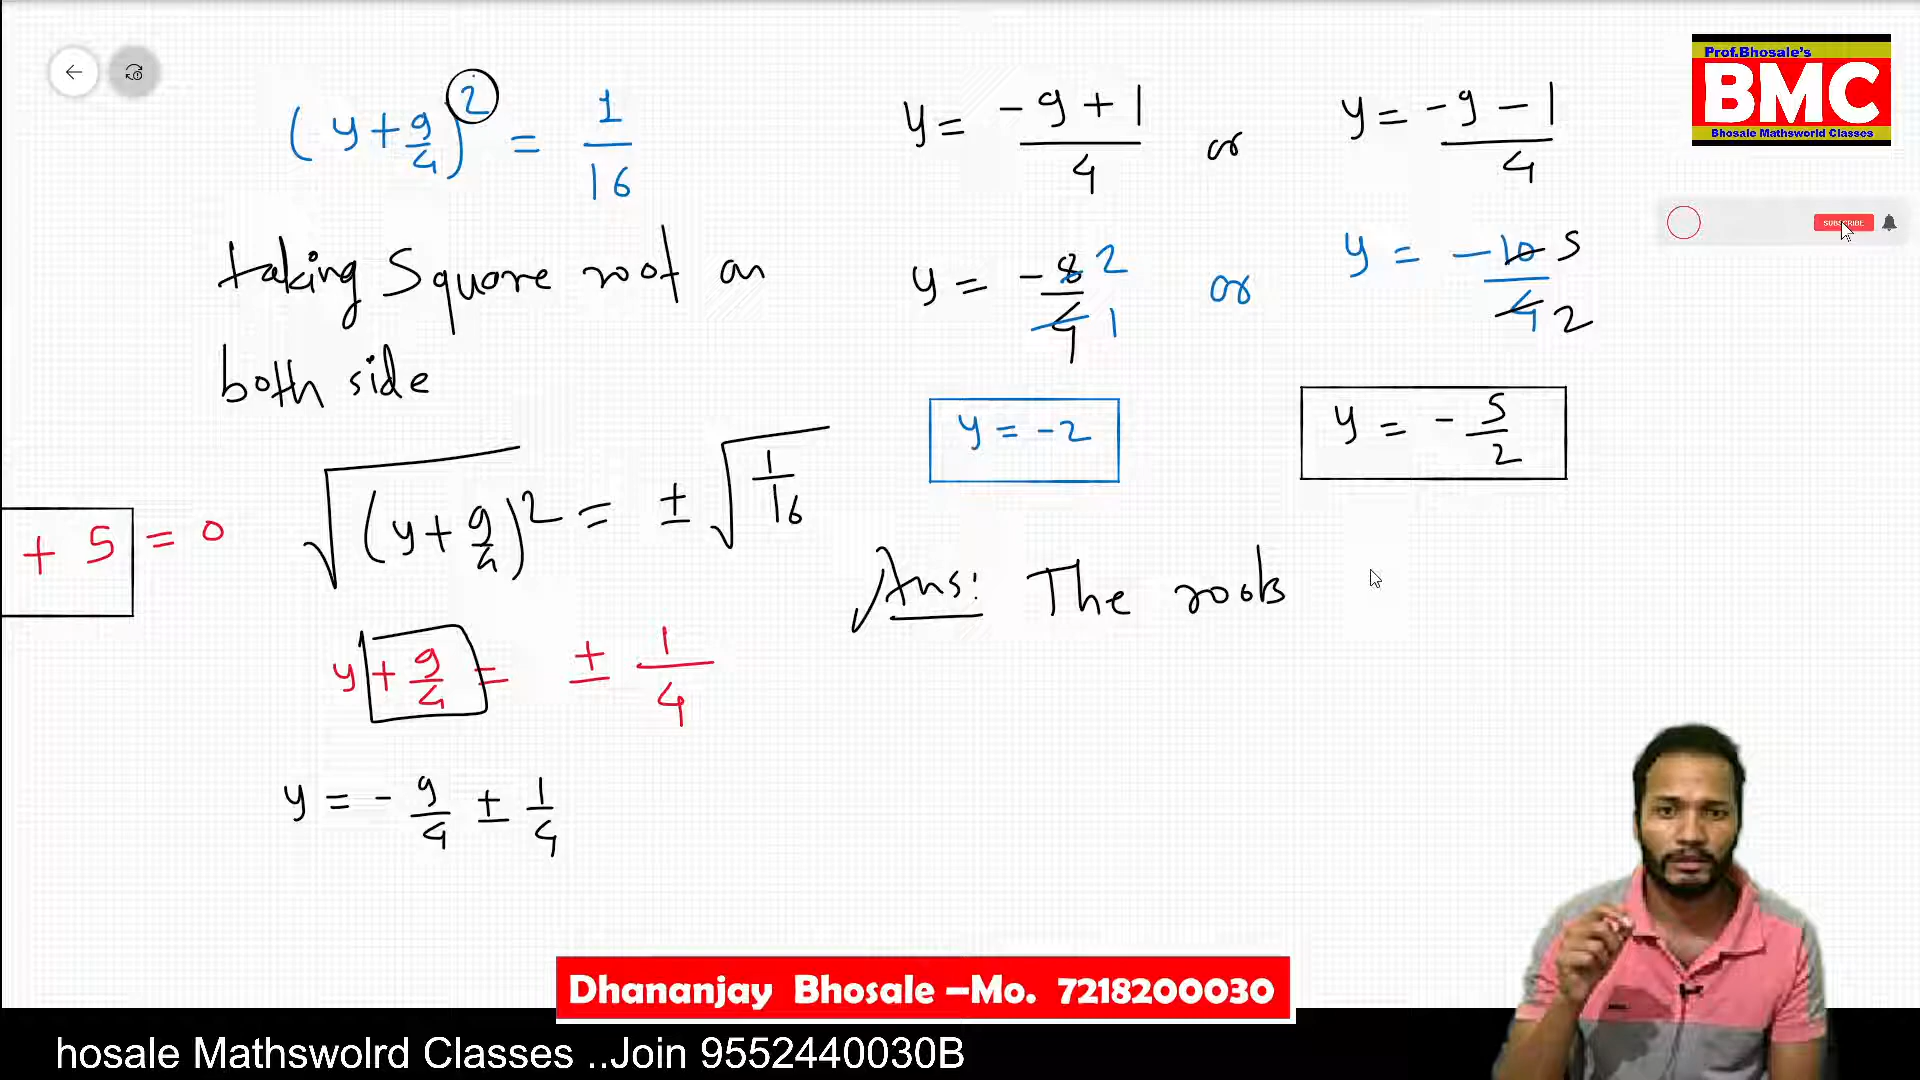 (y + 9/4)² = 1/16
taking Square root on
both side
√(y + 9/4)² = ± √1/16
+ 5 = 0
y + 9/4 = ± 1/4
y = - 9/4 ± 1/4
y = -9+1/4 or y = -9-1/4
y = -8/4 2/1 or y = -10/4 5/2
y = -2
y = - 5/2
Ans: The roots
Prof.Bhosale's
BMC
Bhosale Mathsworld Classes
SUBSCRIBE
Dhananjay Bhosale –Mo. 7218200030
hosale Mathswolrd Classes ..Join 9552440030B